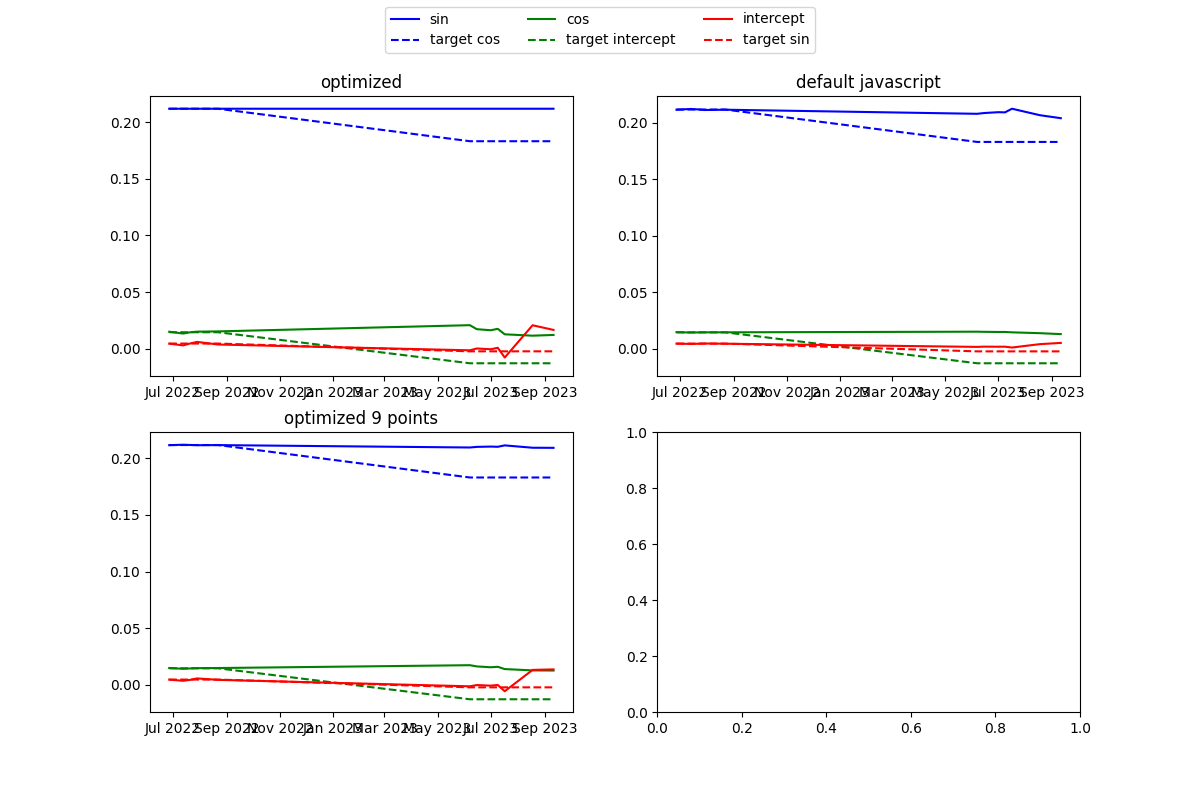 sin cos intercept
target cos target intercept target sin
optimized default javascript
0.20 0.20
0.15 0.15
0.10 0.10
0.05 0.05
0.00 0.00
Jul 2022 Sep 2022 Nov 2022 Jan 2023 Mar 2023 May 2023 Jul 2023 Sep 2023 Jul 2022 Sep 2022 Nov 2022 Jan 2023 Mar 2023 May 2023 Jul 2023 Sep 2023
optimized 9 points
1.0
0.20
0.8
0.15
0.6
0.10
0.4
0.05
0.2
0.00
0.0
Jul 2022 Sep 2022 Nov 2022 Jan 2023 Mar 2023 May 2023 Jul 2023 Sep 2023 0.0 0.2 0.4 0.6 0.8 1.0